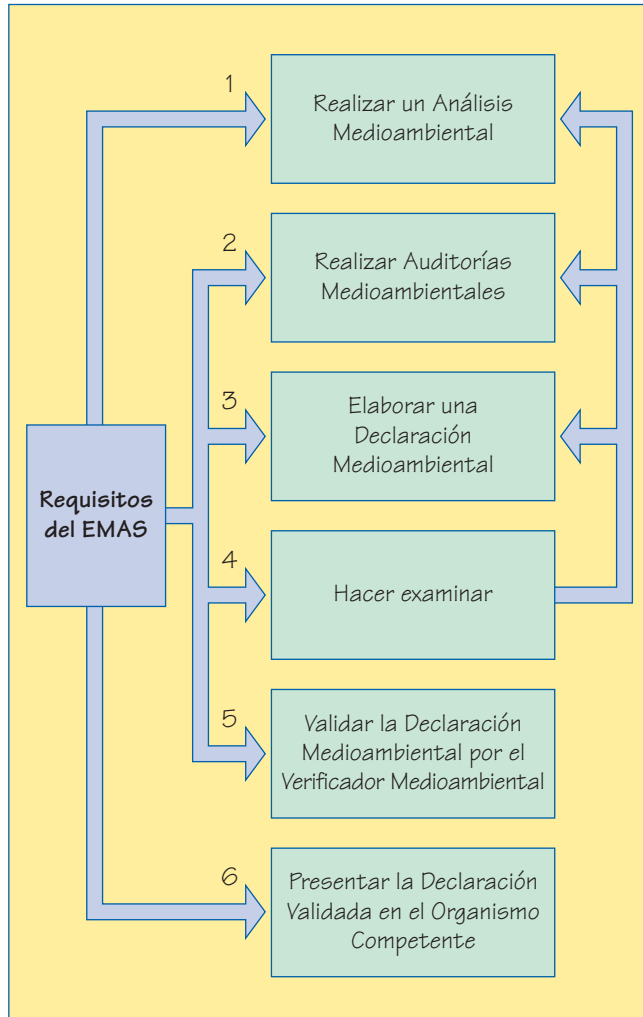 1
Realizar un Análisis
Medioambiental
2
Realizar Auditorías
Medioambientales
3
Elaborar una
Declaración
Medioambiental
Requisitos
del EMAS
4
Hacer examinar
5
Validar la Declaración
Medioambiental por el
Verificador Medioambiental
6
Presentar la Declaración
Validada en el Organismo
Competente